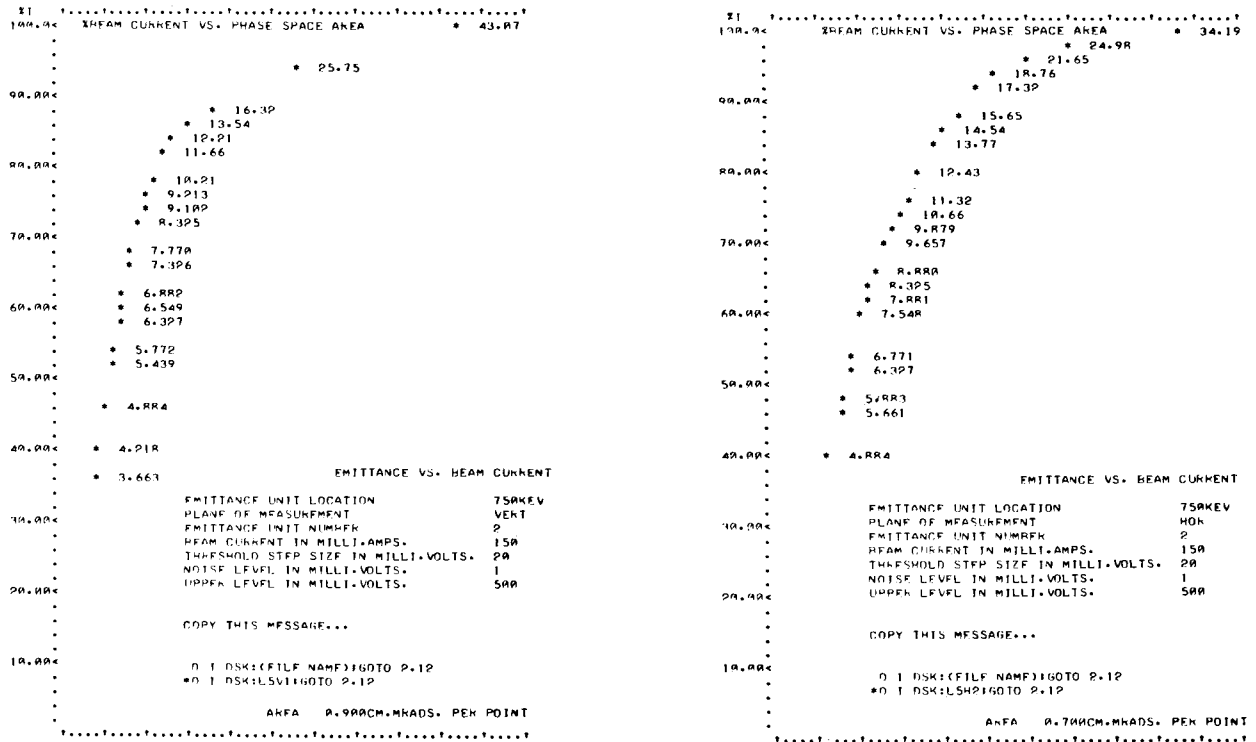 %I
100.0< %BEAM CURRENT VS. PHASE SPACE AREA * 43.07
* 25.75
90.00<
* 16.32
* 13.54
* 12.21
* 11.66
80.00<
* 10.21
* 9.213
* 9.102
* 8.325
70.00<
* 7.770
* 7.326
* 6.882
60.00< * 6.549
* 6.327
* 5.772
* 5.439
50.00<
* 4.884
40.00< * 4.218
* 3.663
EMITTANCE VS. BEAM CURRENT
EMITTANCE UNIT LOCATION 750KEV
PLANE OF MEASUREMENT VERT
30.00<
EMITTANCE UNIT NUMBER 2
BEAM CURRENT IN MILLI.AMPS. 150
THRESHOLD STEP SIZE IN MILLI.VOLTS. 20
NOISE LEVEL IN MILLI.VOLTS. 1
UPPER LEVEL IN MILLI.VOLTS. 500
20.00<
COPY THIS MESSAGE...
10.00<
O I DSK:(FILE NAME);GOTO 2.12
*O I DSK:L5V1;GOTO 2.12
AREA 0.900CM.MRADS. PER POINT
%I
100.0< %BEAM CURRENT VS. PHASE SPACE AREA * 34.19
* 24.98
* 21.65
* 18.76
* 17.32
90.00<
* 15.65
* 14.54
* 13.77
80.00< * 12.43
* 11.32
* 10.66
* 9.879
70.00< * 9.657
* 8.880
* 8.325
* 7.881
60.00< * 7.548
* 6.771
* 6.327
50.00<
* 5.883
* 5.661
40.00< * 4.884
EMITTANCE VS. BEAM CURRENT
EMITTANCE UNIT LOCATION 750KEV
PLANE OF MEASUREMENT HOR
30.00<
EMITTANCE UNIT NUMBER 2
BEAM CURRENT IN MILLI.AMPS. 150
THRESHOLD STEP SIZE IN MILLI.VOLTS. 20
NOISE LEVEL IN MILLI.VOLTS. 1
UPPER LEVEL IN MILLI.VOLTS. 500
20.00<
COPY THIS MESSAGE...
10.00<
O I DSK:(FILE NAME);GOTO 2.12
*O I DSK:L5H2;GOTO 2.12
AREA 0.700CM.MRADS. PER POINT